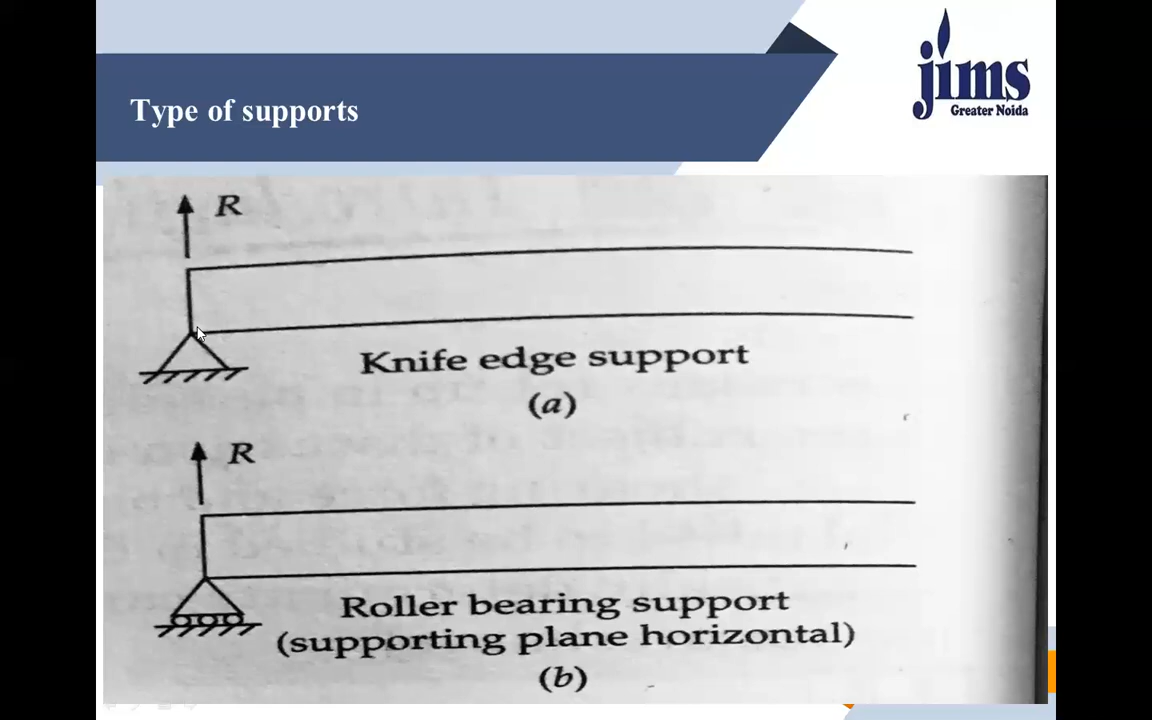 jims
Greater Noida
Type of supports
R
Knife edge support
(a)
R
Roller bearing support
(supporting plane horizontal)
(b)